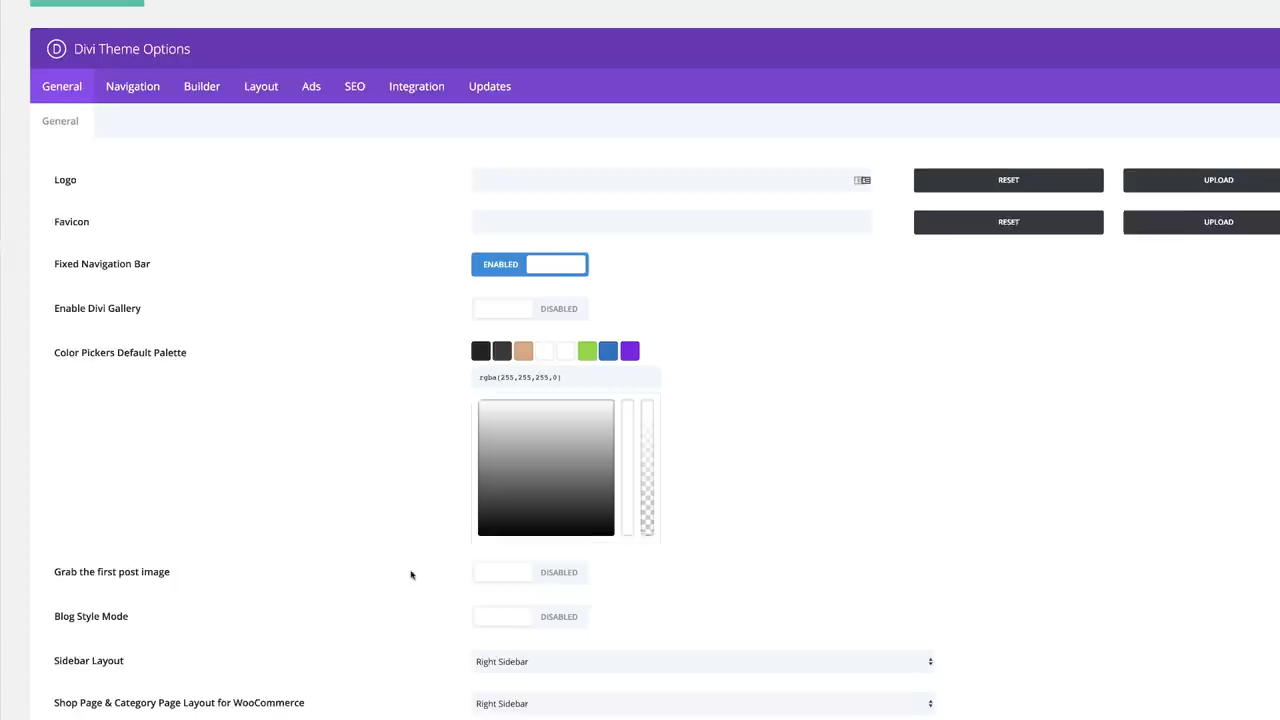 D Divi Theme Options
General Navigation Builder Layout Ads SEO Integration Updates
General
Logo RESET UPLOAD
Favicon RESET UPLOAD
Fixed Navigation Bar ENABLED
Enable Divi Gallery DISABLED
Color Pickers Default Palette
rgba(255,255,255,0)
Grab the first post image DISABLED
Blog Style Mode DISABLED
Sidebar Layout Right Sidebar
Shop Page & Category Page Layout for WooCommerce Right Sidebar